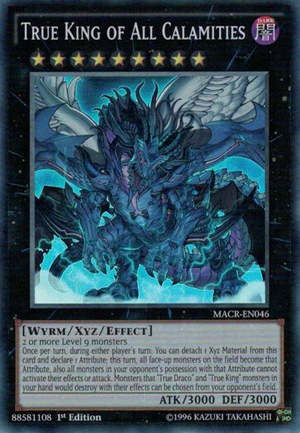 TRUE KING OF ALL CALAMITIES
DARK
闇
MACR-EN046
[WYRM/XYZ/EFFECT]
2 or more Level 9 monsters
Once per turn, during either player's turn: You can detach 1 Xyz Material from this
card and declare 1 Attribute; this turn, all face-up monsters on the field become that
Attribute, also all monsters in your opponent's possession with that Attribute cannot
activate their effects or attack. Monsters that "True Draco" and "True King" monsters in
your hand would destroy with their effects can be chosen from your opponent's field.
ATK/3000 DEF/3000
88581108 1st Edition ©1996 KAZUKI TAKAHASHI